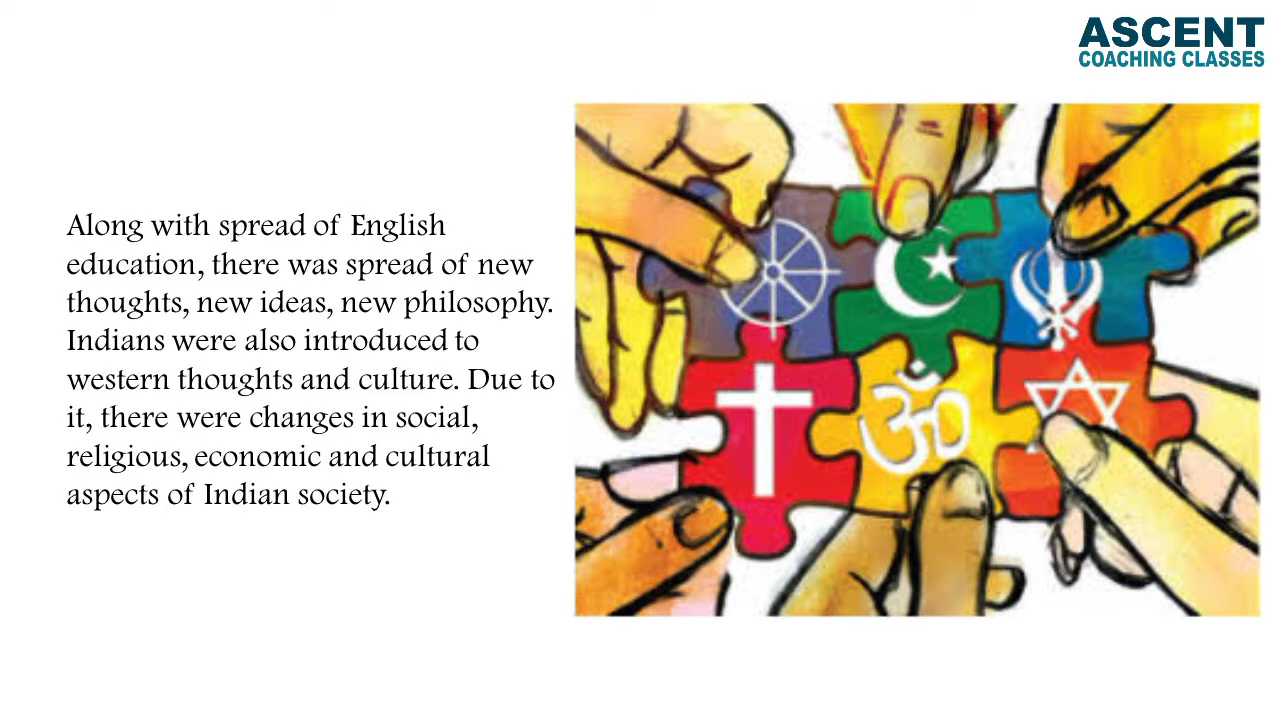 ASCENT
COACHING CLASSES
Along with spread of English
education, there was spread of new
thoughts, new ideas, new philosophy.
Indians were also introduced to
western thoughts and culture. Due to
it, there were changes in social,
religious, economic and cultural
aspects of Indian society.
ॐ